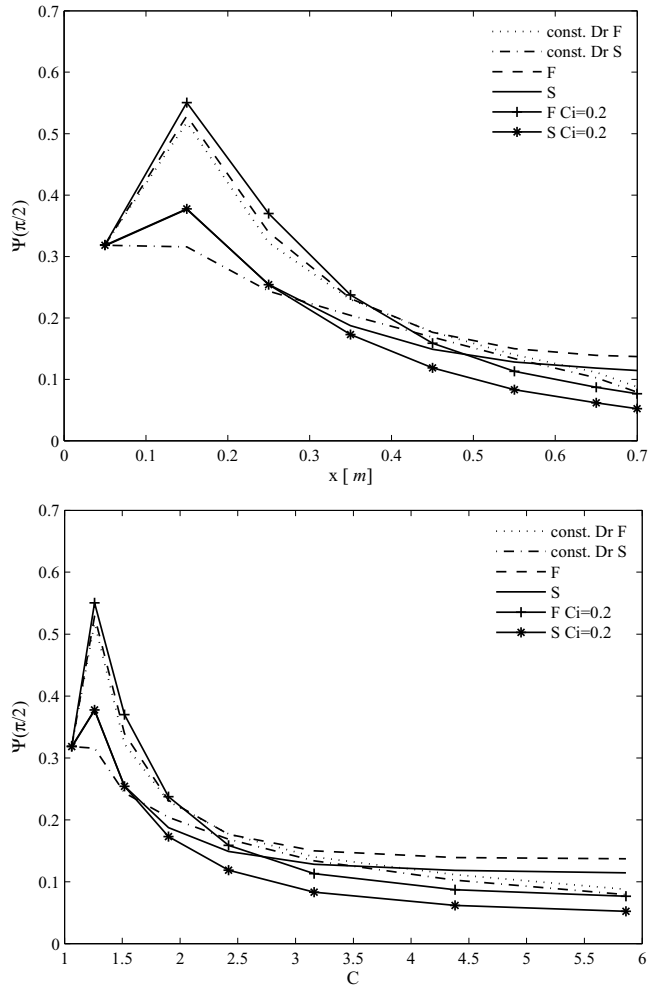 0.7
0.6
0.5
0.4
0.3
0.2
0.1
0
Ψ(π/2)
const. Dr F
const. Dr S
F
S
F Ci=0.2
S Ci=0.2
0 0.1 0.2 0.3 0.4 0.5 0.6 0.7
x [ m]
0.7
0.6
0.5
0.4
0.3
0.2
0.1
0
Ψ(π/2)
const. Dr F
const. Dr S
F
S
F Ci=0.2
S Ci=0.2
1 1.5 2 2.5 3 3.5 4 4.5 5 5.5 6
C